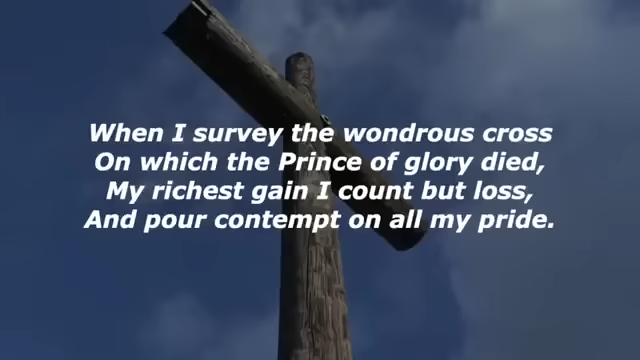 When I survey the wondrous cross
On which the Prince of glory died,
My richest gain I count but loss,
And pour contempt on all my pride.